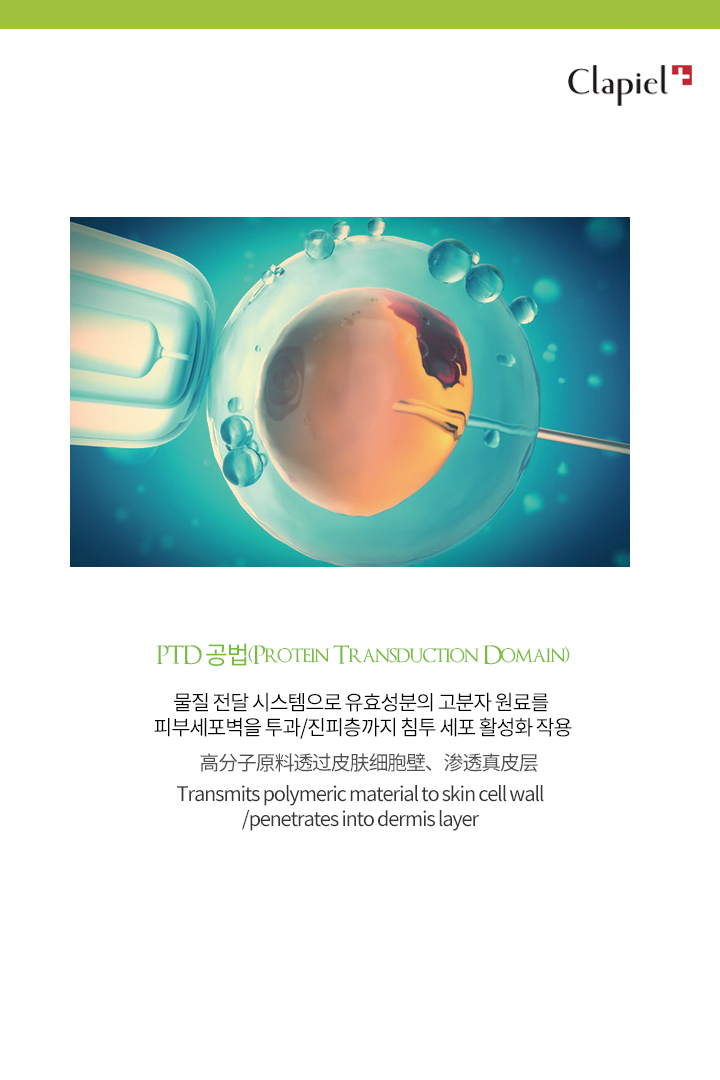 Clapiel
PTD 공법(PROTEIN TRANSDUCTION DOMAIN)
물질 전달 시스템으로 유효성분의 고분자 원료를
피부세포벽을 투과/진피층까지 침투 세포 활성화 작용
高分子原料透过皮肤细胞壁、渗透真皮层
Transmits polymeric material to skin cell wall
/penetrates into dermis layer